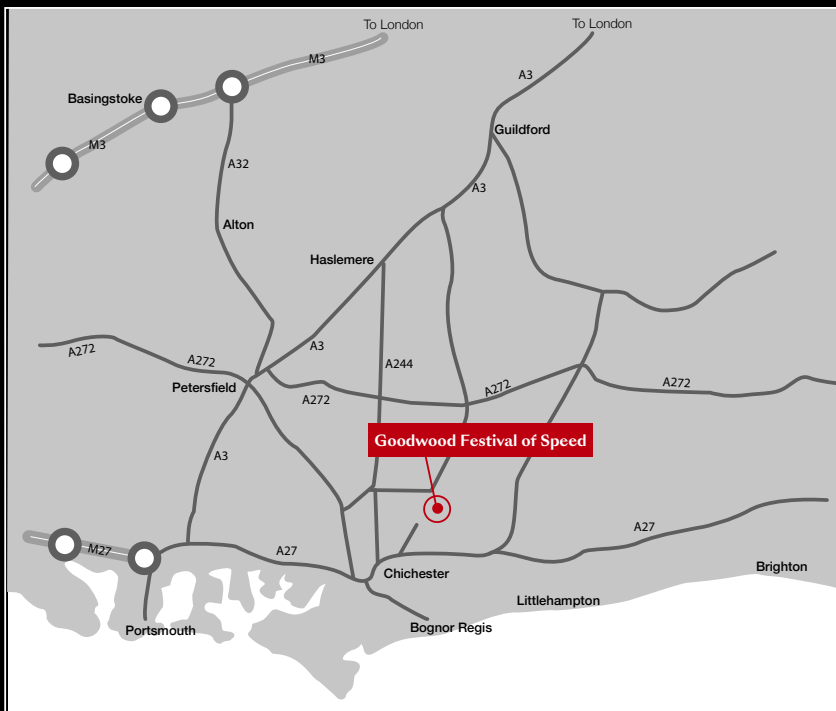 To London
To London
M3
A3
Basingstoke
Guildford
M3
A32
A3
Alton
Haslemere
A3
A272
A272
A244
Petersfield
A272
A272
A272
Goodwood Festival of Speed
A3
A27
M27
A27
Chichester
Brighton
Littlehampton
Portsmouth
Bognor Regis